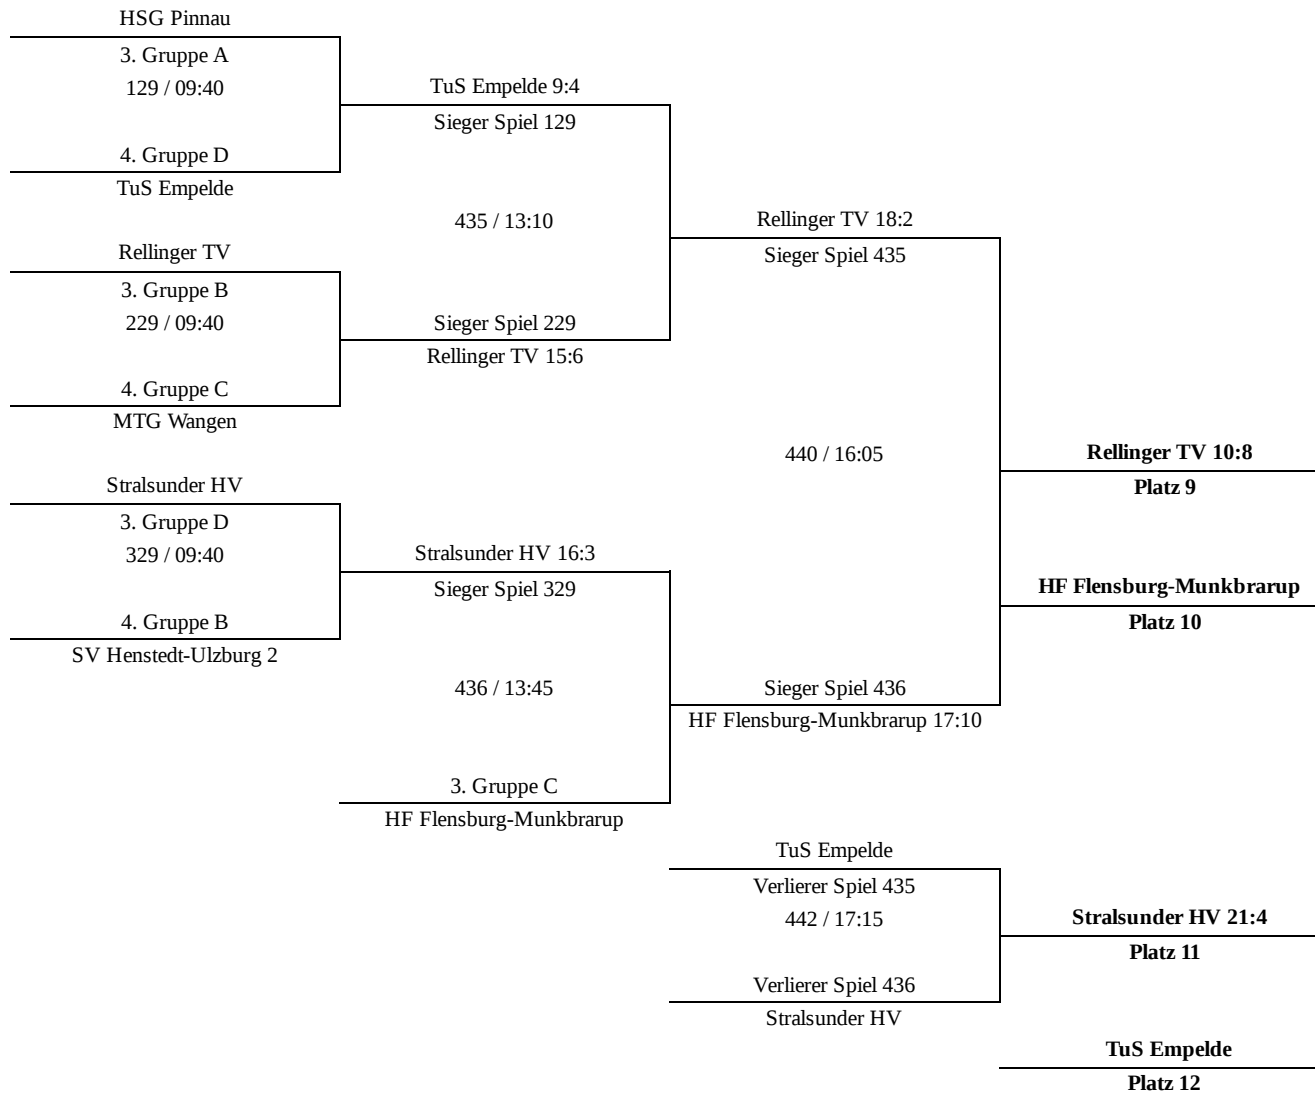 HSG Pinnau
3. Gruppe A
129 / 09:40
4. Gruppe D
TuS Empelde
Rellinger TV
3. Gruppe B
229 / 09:40
4. Gruppe C
MTG Wangen
Stralsunder HV
3. Gruppe D
329 / 09:40
4. Gruppe B
SV Henstedt-Ulzburg 2
TuS Empelde 9:4
Sieger Spiel 129
435 / 13:10
Sieger Spiel 229
Rellinger TV 15:6
Stralsunder HV 16:3
Sieger Spiel 329
436 / 13:45
3. Gruppe C
HF Flensburg-Munkbrarup
Rellinger TV 18:2
Sieger Spiel 435
440 / 16:05
Sieger Spiel 436
HF Flensburg-Munkbrarup 17:10
TuS Empelde
Verlierer Spiel 435
442 / 17:15
Verlierer Spiel 436
Stralsunder HV
Rellinger TV 10:8
Platz 9
HF Flensburg-Munkbrarup
Platz 10
Stralsunder HV 21:4
Platz 11
TuS Empelde
Platz 12